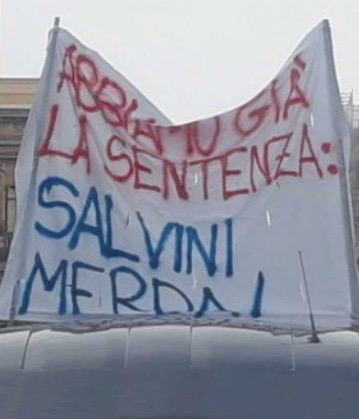 ABBIAMO GIÀ
LA SENTENZA:
SALVINI
MERDA!